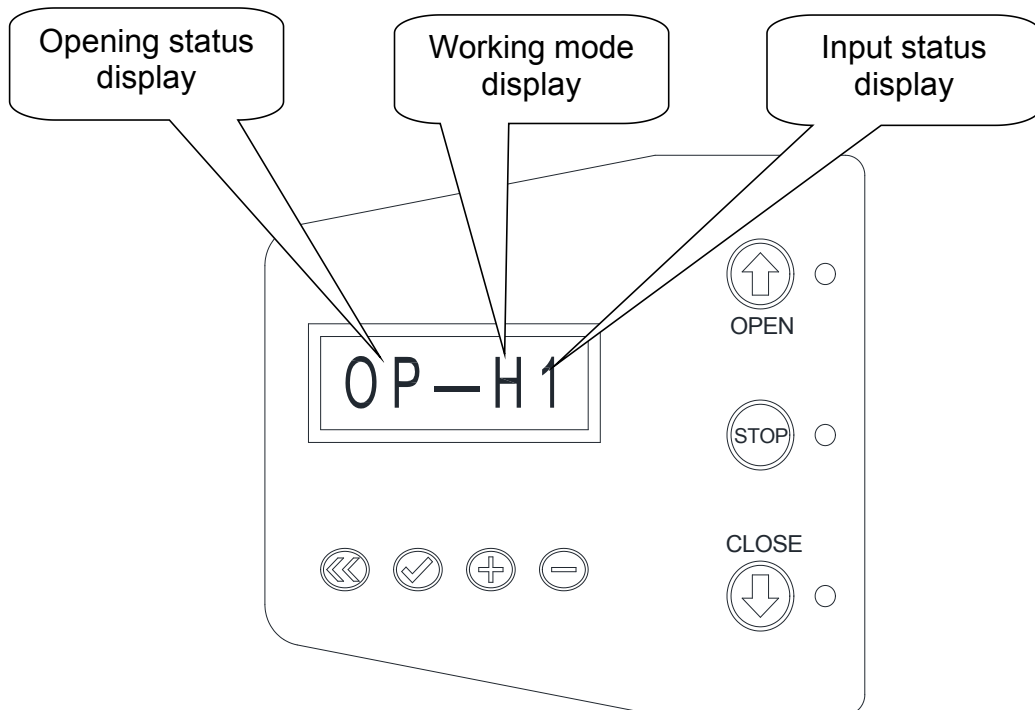 Opening status
display
Working mode
display
Input status
display
OPEN
OP—H1
STOP
CLOSE